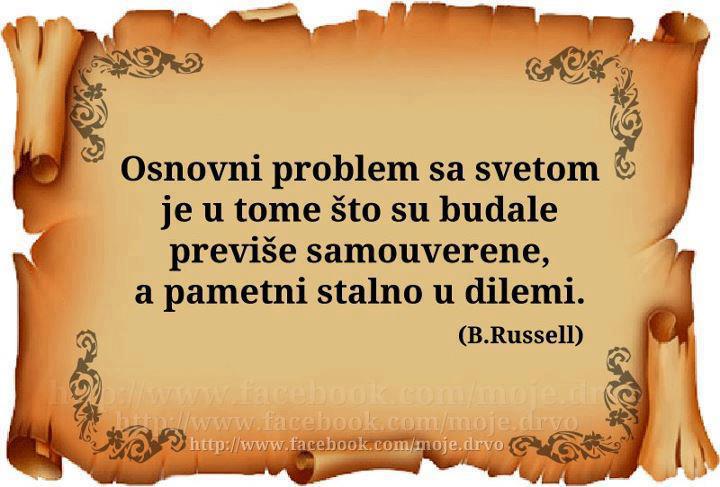 Osnovni problem sa svetom
je u tome što su budale
previše samouverene,
a pametni stalno u dilemi.
(B.Russell)
http://www.facebook.com/moje.drvo
http://www.facebook.com/moje.drvo
http://www.facebook.com/moje.drvo